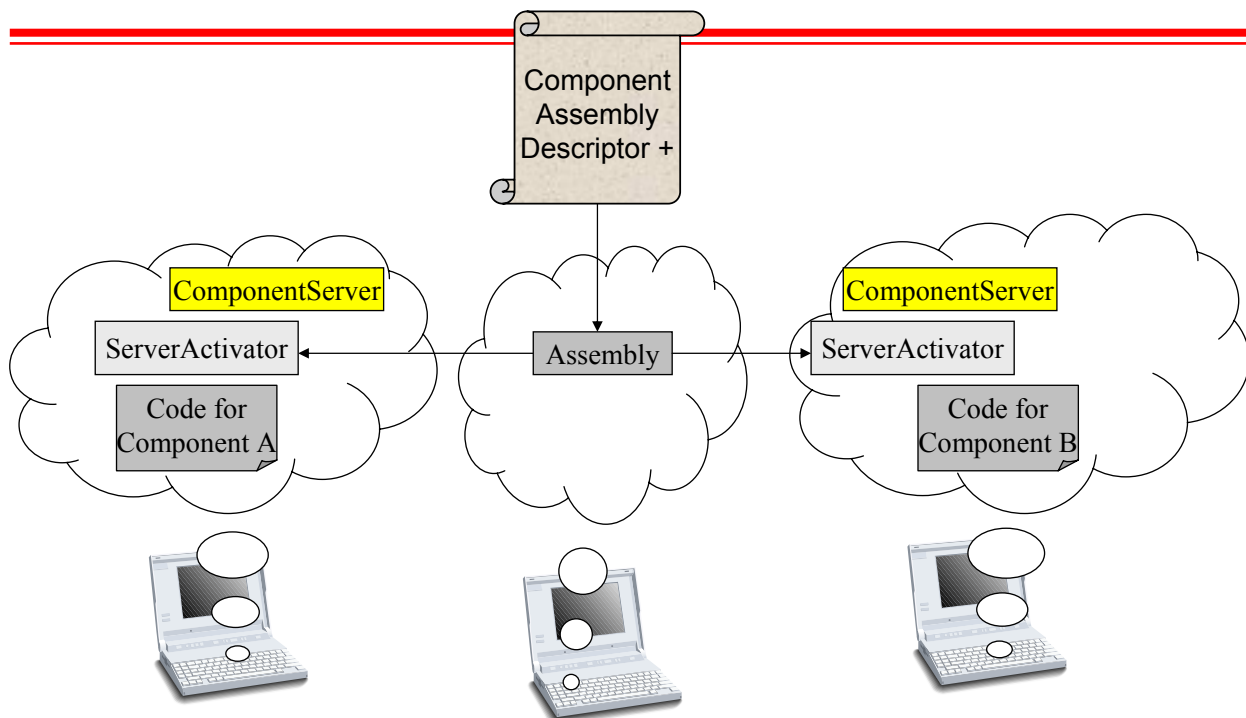 Component
Assembly
Descriptor +
ComponentServer
ServerActivator
Code for
Component A
Assembly
ComponentServer
ServerActivator
Code for
Component B